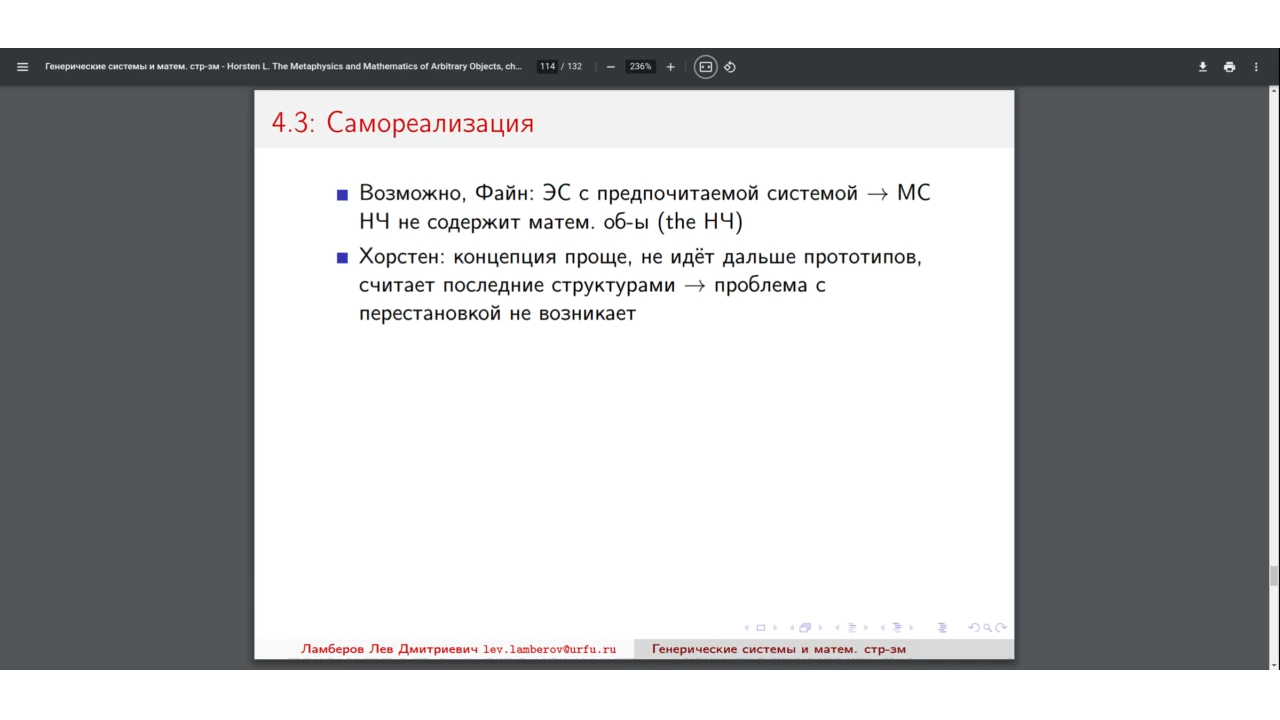 Генерические системы и матем. стр-зм - Horsten L. The Metaphysics and Mathematics of Arbitrary Objects, ch...
114 / 132
236%
4.3: Самореализация
Возможно, Файн: ЭС с предпочитаемой системой → МС
НЧ не содержит матем. об-ы (the НЧ)
Хорстен: концепция проще, не идёт дальше прототипов,
считает последние структурами → проблема с
перестановкой не возникает
Ламберов Лев Дмитриевич lev.lamberov@urfu.ru
Генерические системы и матем. стр-зм